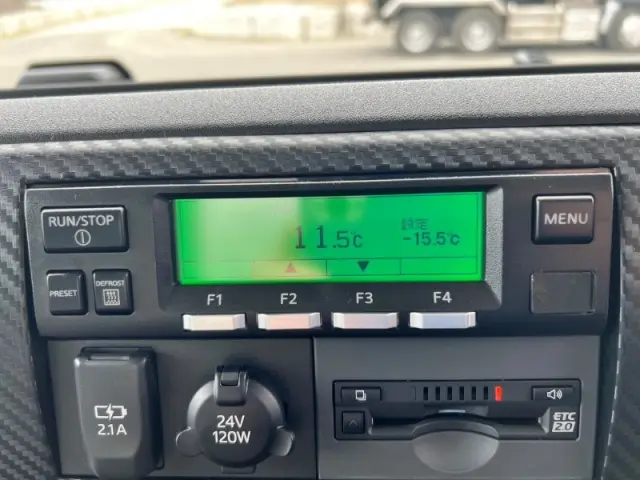 RUN/STOP
PRESET
DEFROST
11.5℃
設定
-15.5℃
▲ ▼
F1 F2 F3 F4
MENU
2.1A
24V
120W
ETC
2.0